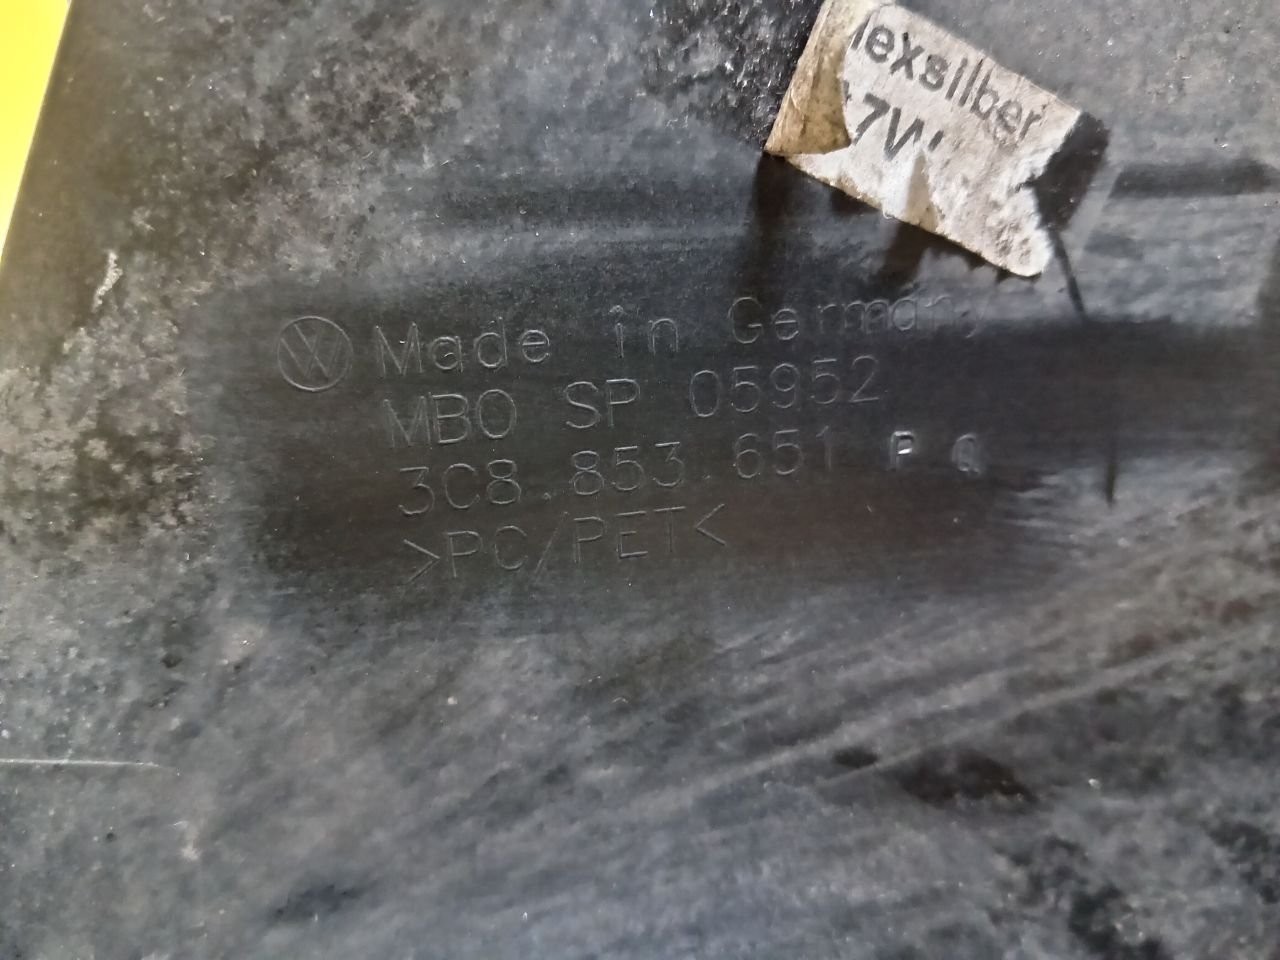 lexsilber
7W
Made in Germany
MBO SP 05952
3C8.853.651 P Q
>PC/PET<